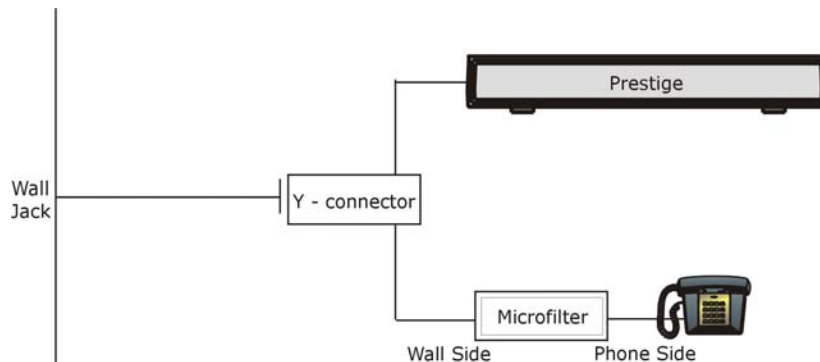 Prestige
Wall
Jack
Y - connector
Microfilter
Wall Side
Phone Side